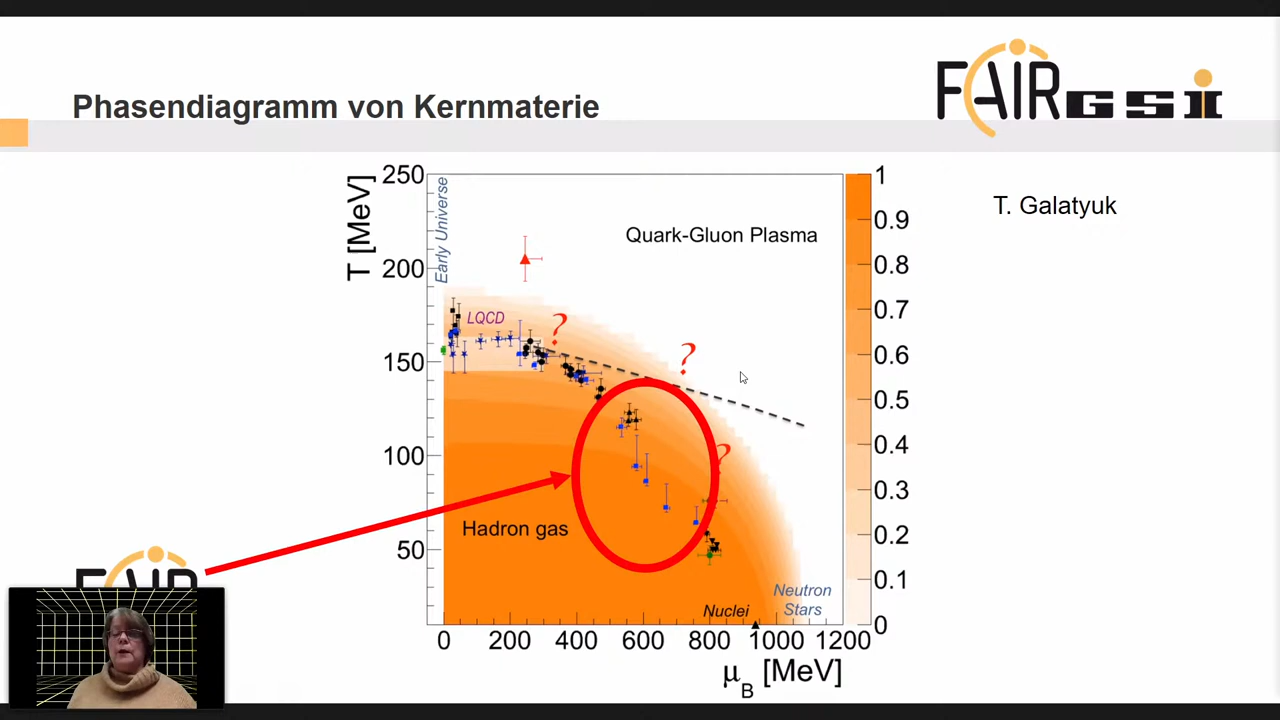 FAIR GSI
Phasendiagramm von Kernmaterie
T. Galatyuk
T [MeV]
250
200
150
100
50
Early Universe
Quark-Gluon Plasma
LQCD
?
?
?
Hadron gas
Nuclei
Neutron
Stars
0 200 400 600 800 1000 1200
μB [MeV]
1
0.9
0.8
0.7
0.6
0.5
0.4
0.3
0.2
0.1
0
FAIR